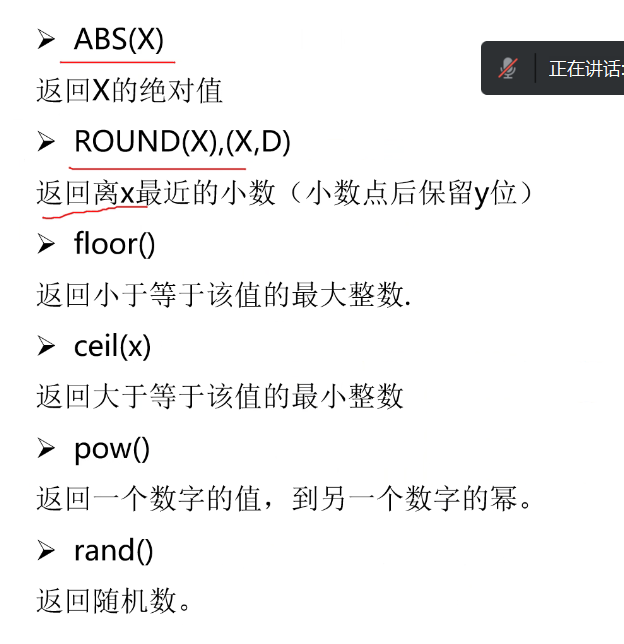 ➢ ABS(X)
正在讲话:
返回X的绝对值
➢ ROUND(X),(X,D)
返回离x最近的小数（小数点后保留y位）
➢ floor()
返回小于等于该值的最大整数.
➢ ceil(x)
返回大于等于该值的最小整数
➢ pow()
返回一个数字的值，到另一个数字的幂。
➢ rand()
返回随机数。